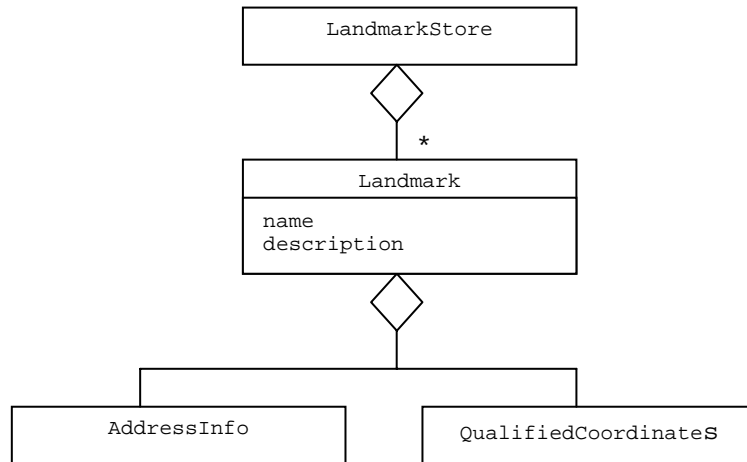 LandmarkStore
*
Landmark
name
description
AddressInfo
QualifiedCoordinates